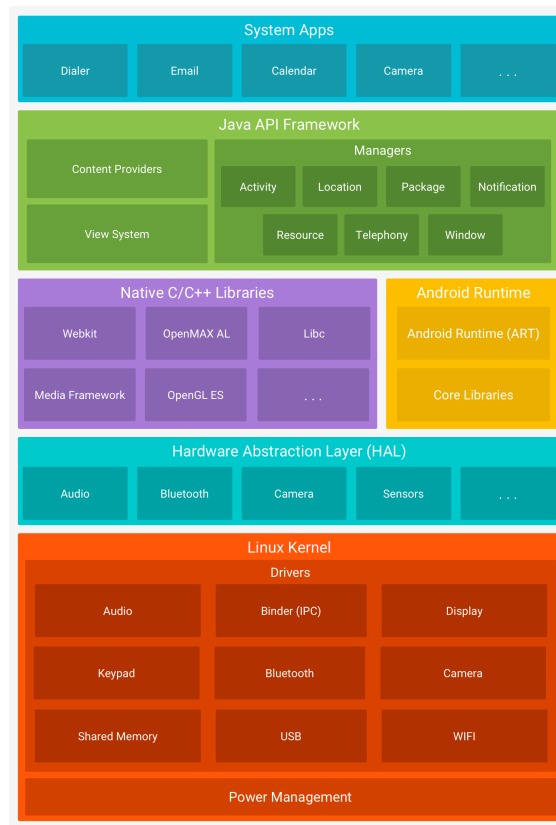 System Apps
Dialer
Email
Calendar
Camera
. . .
Java API Framework
Content Providers
View System
Managers
Activity
Location
Package
Notification
Resource
Telephony
Window
Native C/C++ Libraries
Webkit
OpenMAX AL
Libc
Media Framework
OpenGL ES
. . .
Android Runtime
Android Runtime (ART)
Core Libraries
Hardware Abstraction Layer (HAL)
Audio
Bluetooth
Camera
Sensors
. . .
Linux Kernel
Drivers
Audio
Binder (IPC)
Display
Keypad
Bluetooth
Camera
Shared Memory
USB
WIFI
Power Management